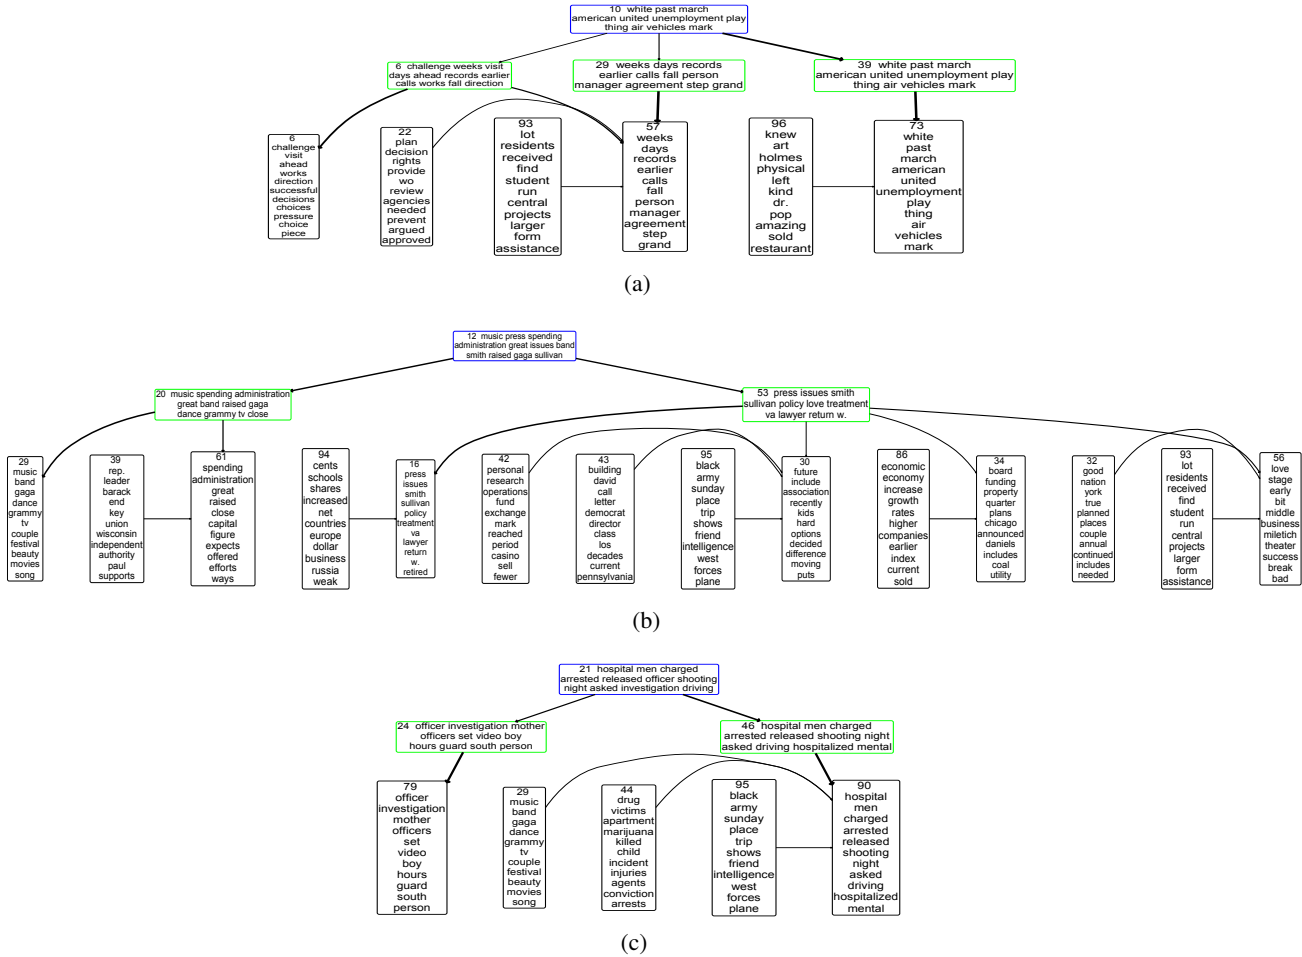 10 white past march
american united unemployment play
thing air vehicles mark
6 challenge weeks visit
days ahead records earlier
calls works fall direction
29 weeks days records
earlier calls fall person
manager agreement step grand
39 white past march
american united unemployment play
thing air vehicles mark
6
challenge
visit
ahead
works
direction
successful
decisions
choices
pressure
choice
piece
22
plan
decision
rights
provide
wo
review
agencies
needed
prevent
argued
approved
93
lot
residents
received
find
student
run
central
projects
larger
form
assistance
57
weeks
days
records
earlier
calls
fall
person
manager
agreement
step
grand
96
knew
art
holmes
physical
left
kind
dr.
pop
amazing
sold
restaurant
73
white
past
march
american
united
unemployment
play
thing
air
vehicles
mark
(a)
12 music press spending
administration great issues band
smith raised gaga sullivan
20 music spending administration
great band raised gaga
dance grammy tv close
53 press issues smith
sullivan policy love treatment
va lawyer return w.
29
music
band
gaga
dance
grammy
tv
couple
festival
beauty
movies
song
39
rep.
leader
barack
end
key
union
wisconsin
independent
authority
paul
supports
61
spending
administration
great
raised
close
capital
figure
expects
offered
efforts
ways
94
cents
schools
shares
increased
net
countries
europe
dollar
business
russia
weak
16
press
issues
smith
sullivan
policy
treatment
va
lawyer
return
w.
retired
42
personal
research
operations
fund
exchange
mark
reached
period
casino
sell
fewer
43
building
david
call
letter
democrat
director
class
los
decades
current
pennsylvania
95
black
army
sunday
place
trip
shows
friend
intelligence
west
forces
plane
30
future
include
association
recently
kids
hard
options
decided
difference
moving
puts
86
economic
economy
increase
growth
rates
higher
companies
earlier
index
current
sold
34
board
funding
property
quarter
plans
chicago
announced
daniels
includes
coal
utility
32
good
nation
york
true
planned
places
couple
annual
continued
includes
needed
93
lot
residents
received
find
student
run
central
projects
larger
form
assistance
56
love
stage
early
bit
middle
business
miletich
theater
success
break
bad
(b)
21 hospital men charged
arrested released officer shooting
night asked investigation driving
24 officer investigation mother
officers set video boy
hours guard south person
46 hospital men charged
arrested released shooting night
asked driving hospitalized mental
79
officer
investigation
mother
officers
set
video
boy
hours
guard
south
person
29
music
band
gaga
dance
grammy
tv
couple
festival
beauty
movies
song
44
drug
victims
apartment
marijuana
killed
child
incident
injuries
agents
conviction
arrests
95
black
army
sunday
place
trip
shows
friend
intelligence
west
forces
plane
90
hospital
men
charged
arrested
released
shooting
night
asked
driving
hospitalized
mental
(c)